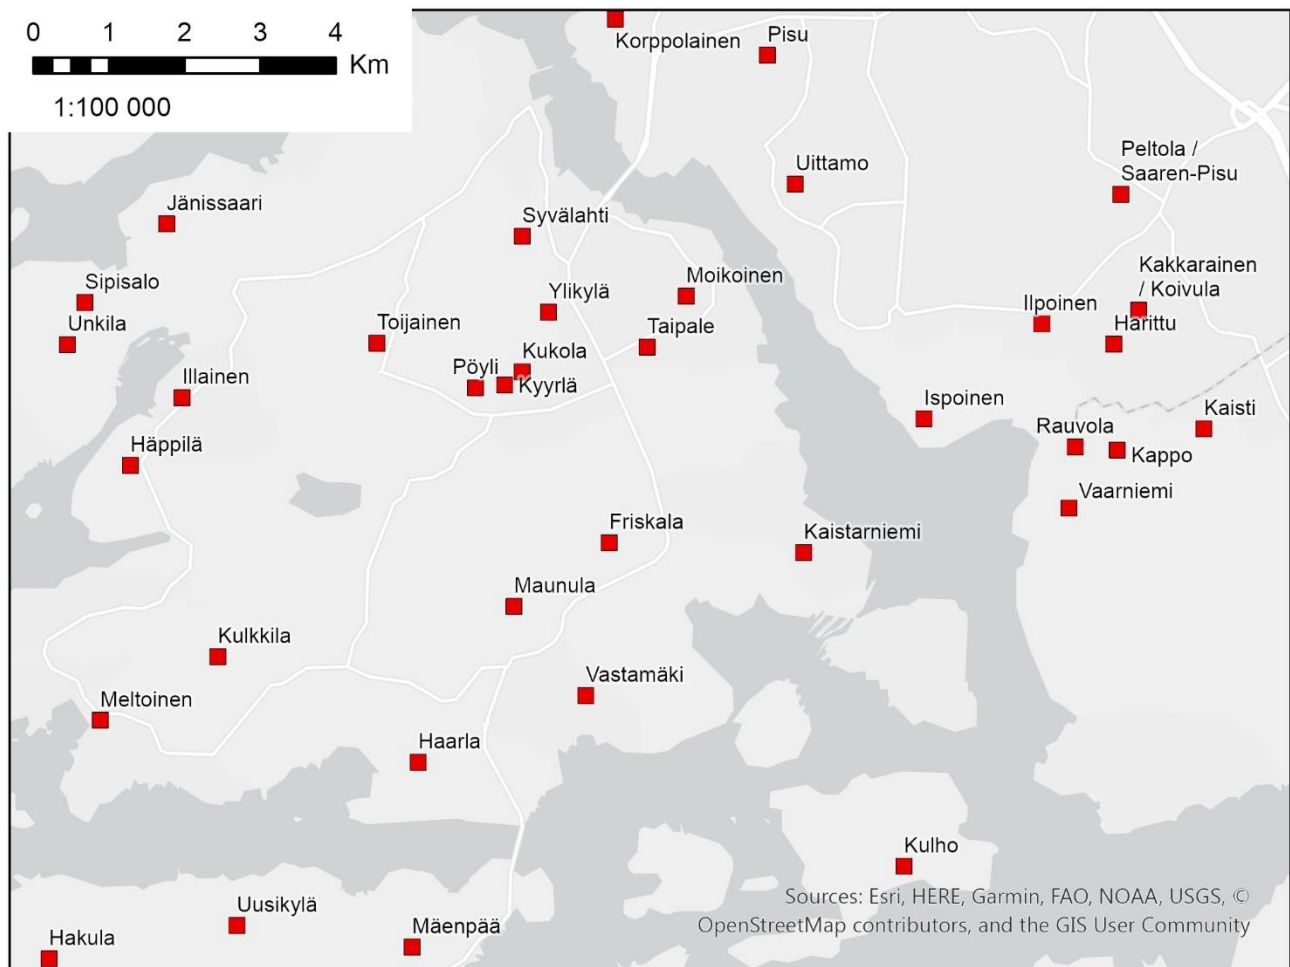 0 1 2 3 4
Km
1:100 000
Korppolainen
Pisu
Uittamo
Peltola /
Saaren-Pisu
Jänissaari
Syvälahti
Sipisalo
Moikoinen
Kakkarainen
/ Koivula
Ylikylä
Ilpoinen
Unkila
Toijainen
Taipale
Harittu
Kukola
Pöyli
Kyyrlä
Illainen
Ispoinen
Kaisti
Rauvola
Häppilä
Kappo
Vaarniemi
Friskala
Kaistarniemi
Maunula
Kulkkila
Vastamäki
Meltoinen
Haarla
Kulho
Sources: Esri, HERE, Garmin, FAO, NOAA, USGS, ©
OpenStreetMap contributors, and the GIS User Community
Uusikylä
Mäenpää
Hakula